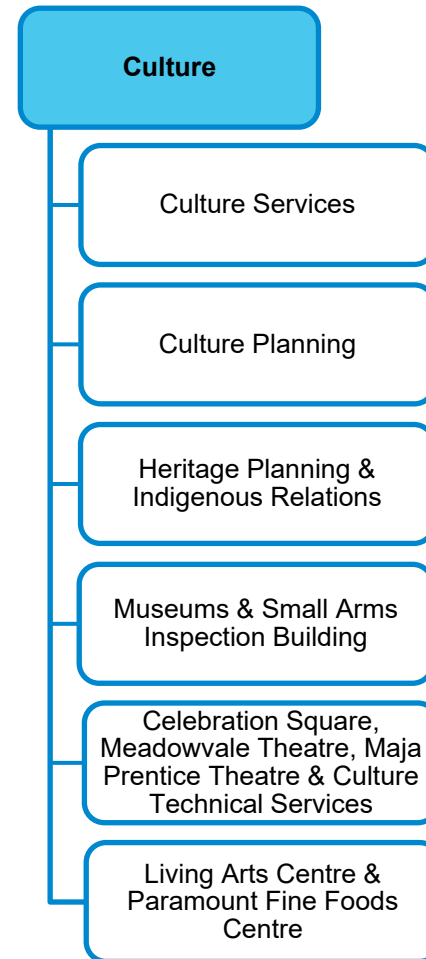 Culture
Culture Services
Culture Planning
Heritage Planning &
Indigenous Relations
Museums & Small Arms
Inspection Building
Celebration Square,
Meadowvale Theatre, Maja
Prentice Theatre & Culture
Technical Services
Living Arts Centre &
Paramount Fine Foods
Centre